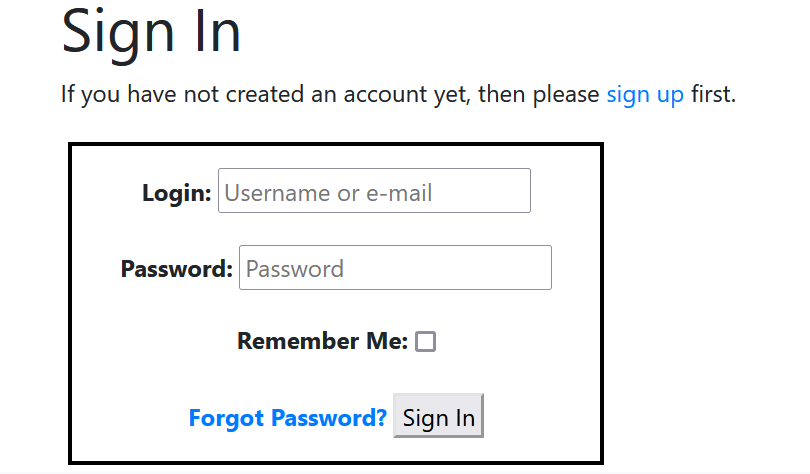 Sign In
If you have not created an account yet, then please sign up first.
Login: Username or e-mail
Password: Password
Remember Me:
Forgot Password? Sign In